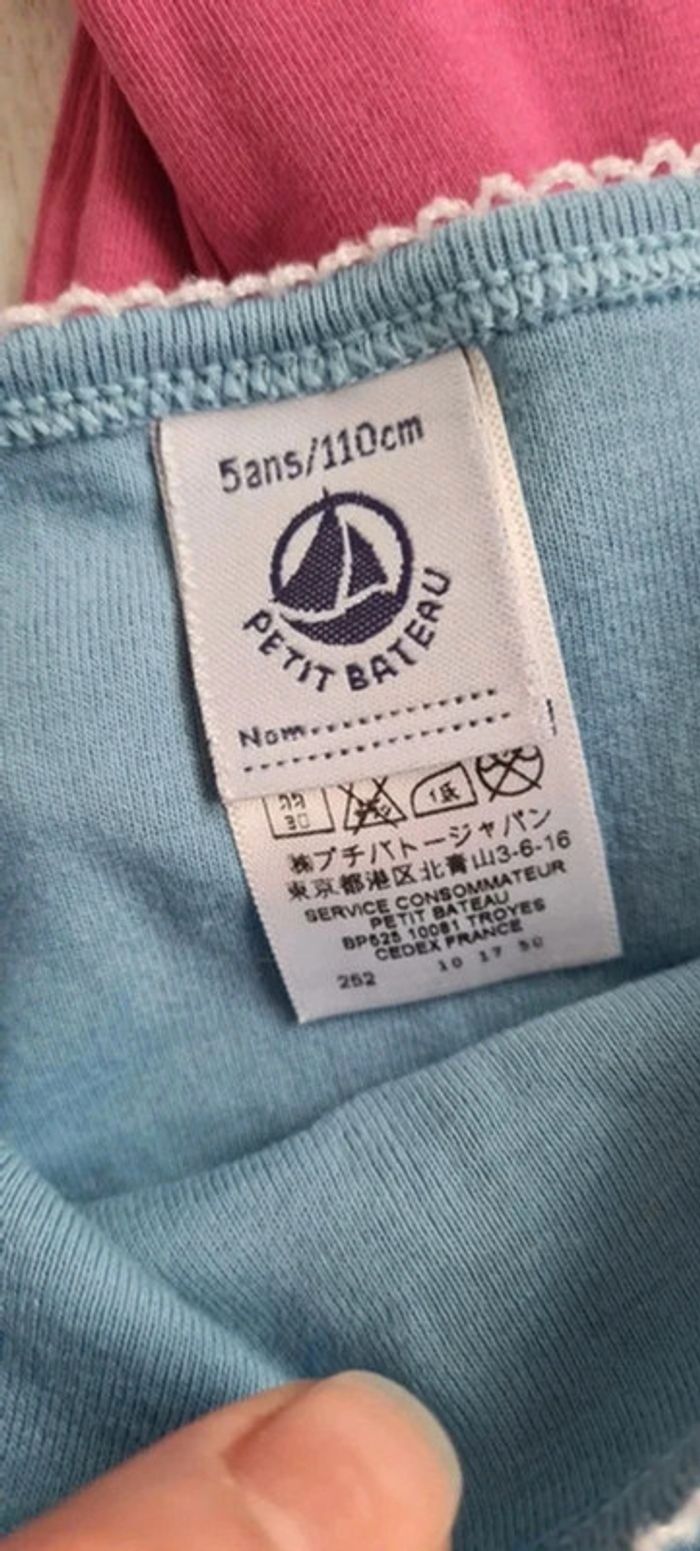 5ans/110cm
PETIT BATEAU
Nom
㈱プチバトージャパン
東京都港区北青山3-6-16
SERVICE CONSOMMATEUR
PETIT BATEAU
BP525 10081 TROYES
CEDEX FRANCE
252 10 17 50